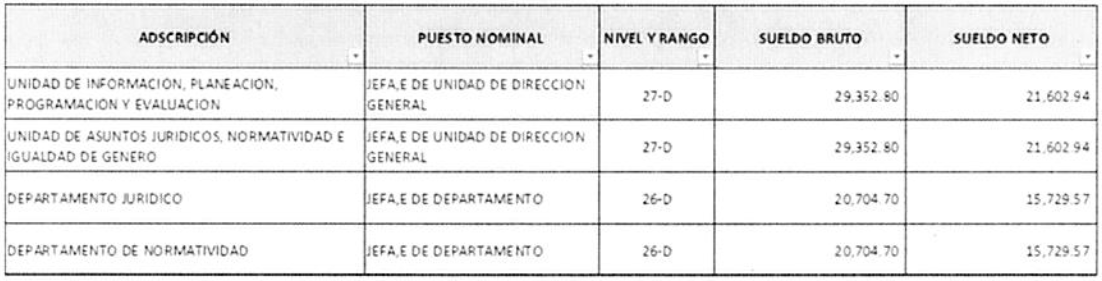 ADSCRIPCIÓN PUESTO NOMINAL NIVEL Y RANGO SUELDO BRUTO SUELDO NETO
UNIDAD DE INFORMACION, PLANEACION, PROGRAMACION Y EVALUACION JEFA,E DE UNIDAD DE DIRECCION GENERAL 27-D 29,352.80 21,602.94
UNIDAD DE ASUNTOS JURIDICOS, NORMATIVIDAD E IGUALDAD DE GENERO JEFA,E DE UNIDAD DE DIRECCION GENERAL 27-D 29,352.80 21,602.94
DEPARTAMENTO JURIDICO JEFA,E DE DEPARTAMENTO 26-D 20,704.70 15,729.57
DEPARTAMENTO DE NORMATIVIDAD JEFA,E DE DEPARTAMENTO 26-D 20,704.70 15,729.57